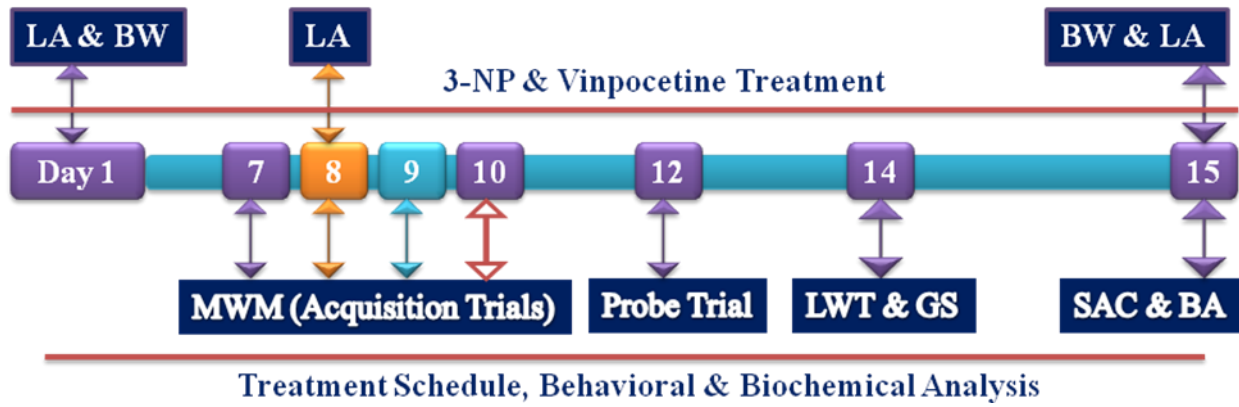 LA & BW
LA
BW & LA
3-NP & Vinpocetine Treatment
Day 1
7
8
9
10
12
14
15
MWM (Acquisition Trials)
Probe Trial
LWT & GS
SAC & BA
Treatment Schedule, Behavioral & Biochemical Analysis